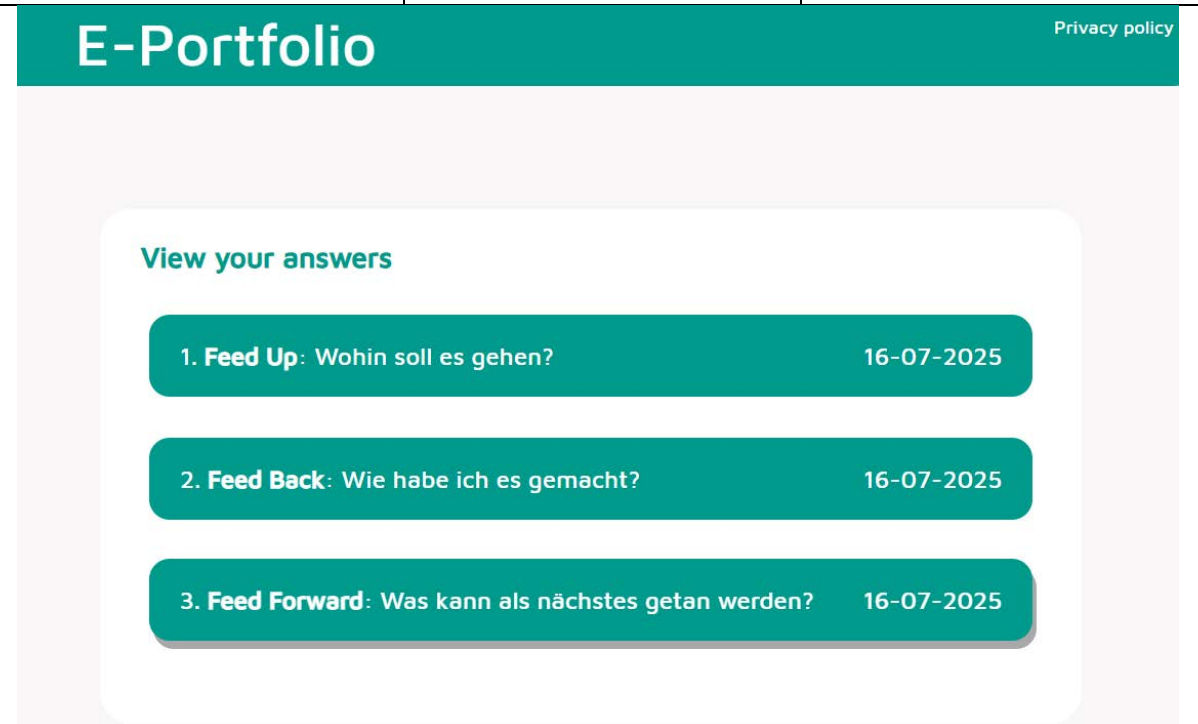 E-Portfolio
Privacy policy
View your answers
1. Feed Up: Wohin soll es gehen? 16-07-2025
2. Feed Back: Wie habe ich es gemacht? 16-07-2025
3. Feed Forward: Was kann als nächstes getan werden? 16-07-2025